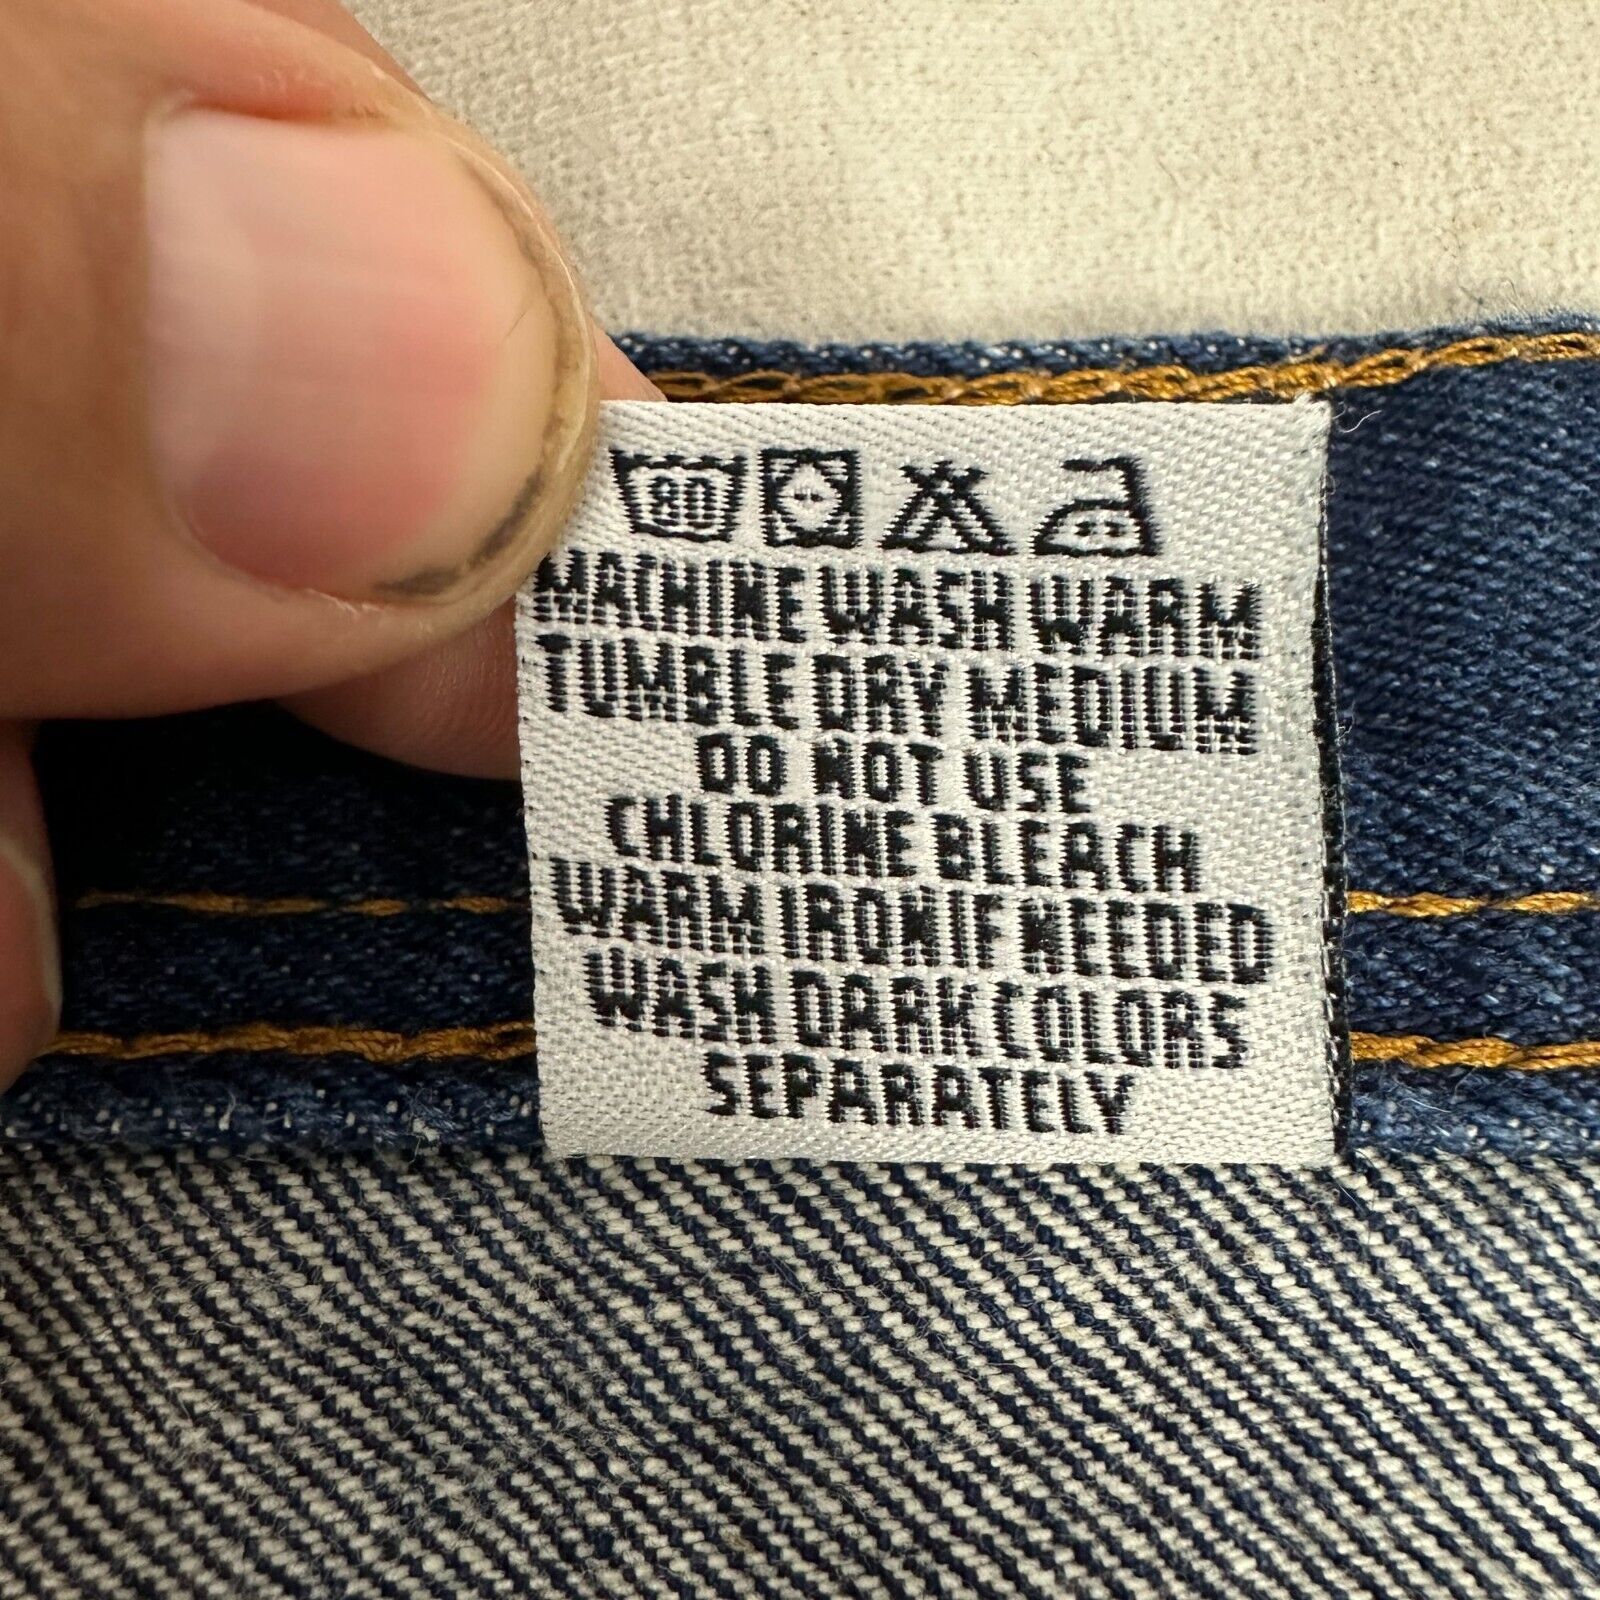 80
MACHINE WASH WARM
TUMBLE DRY MEDIUM
DO NOT USE
CHLORINE BLEACH
WARM IRON IF NEEDED
WASH DARK COLORS
SEPARATELY